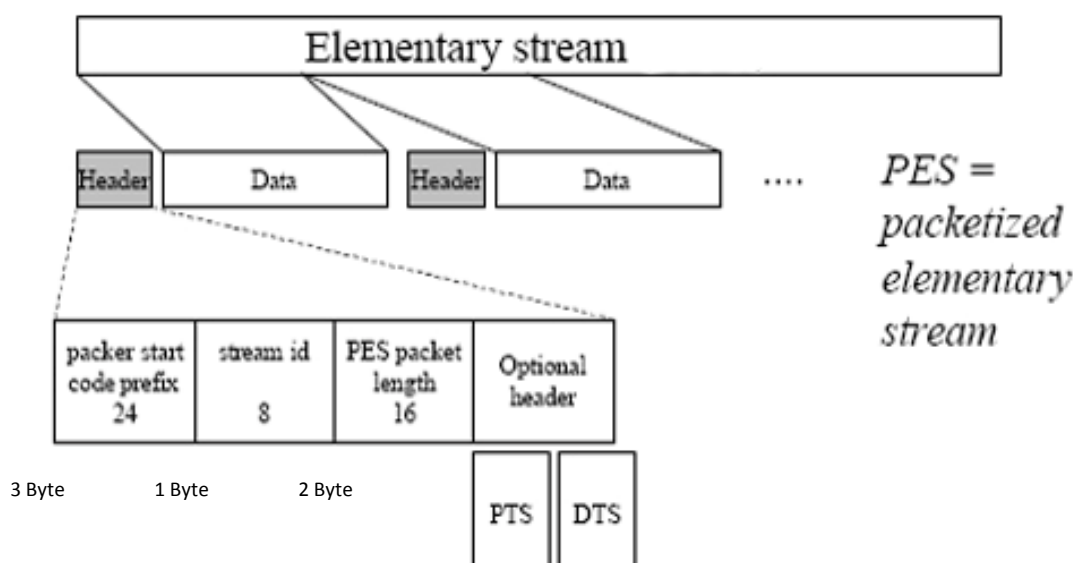 Elementary stream
Header
Data
Header
Data
....
PES =
packetized
elementary
stream
packer start
code prefix
24
stream id
8
PES packet
length
16
Optional
header
3 Byte
1 Byte
2 Byte
PTS
DTS